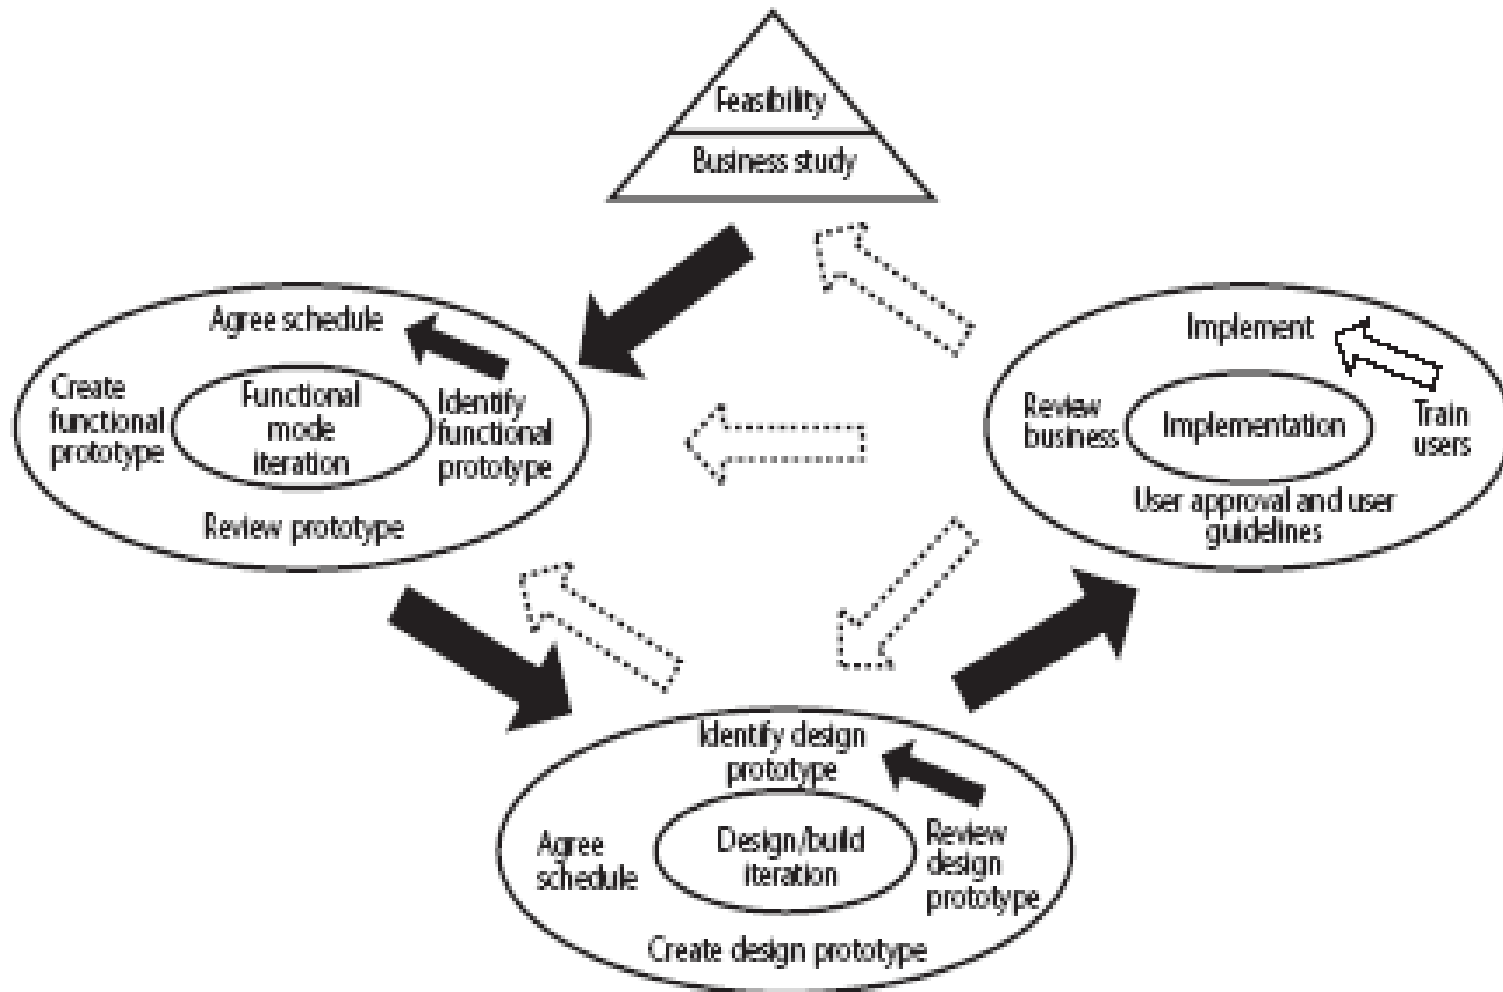 Feasibility
Business study
Agree schedule
Create
functional
prototype
Functional
mode
iteration
Identify
functional
prototype
Review prototype
Implement
Review
business
Implementation
Train
users
User approval and user
guidelines
Identify design
prototype
Agree
schedule
Design/build
iteration
Review
design
prototype
Create design prototype